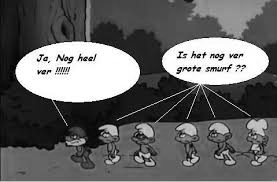 Ja, Nog heel
ver !!!!!!
Is het nog ver
grote smurf ??